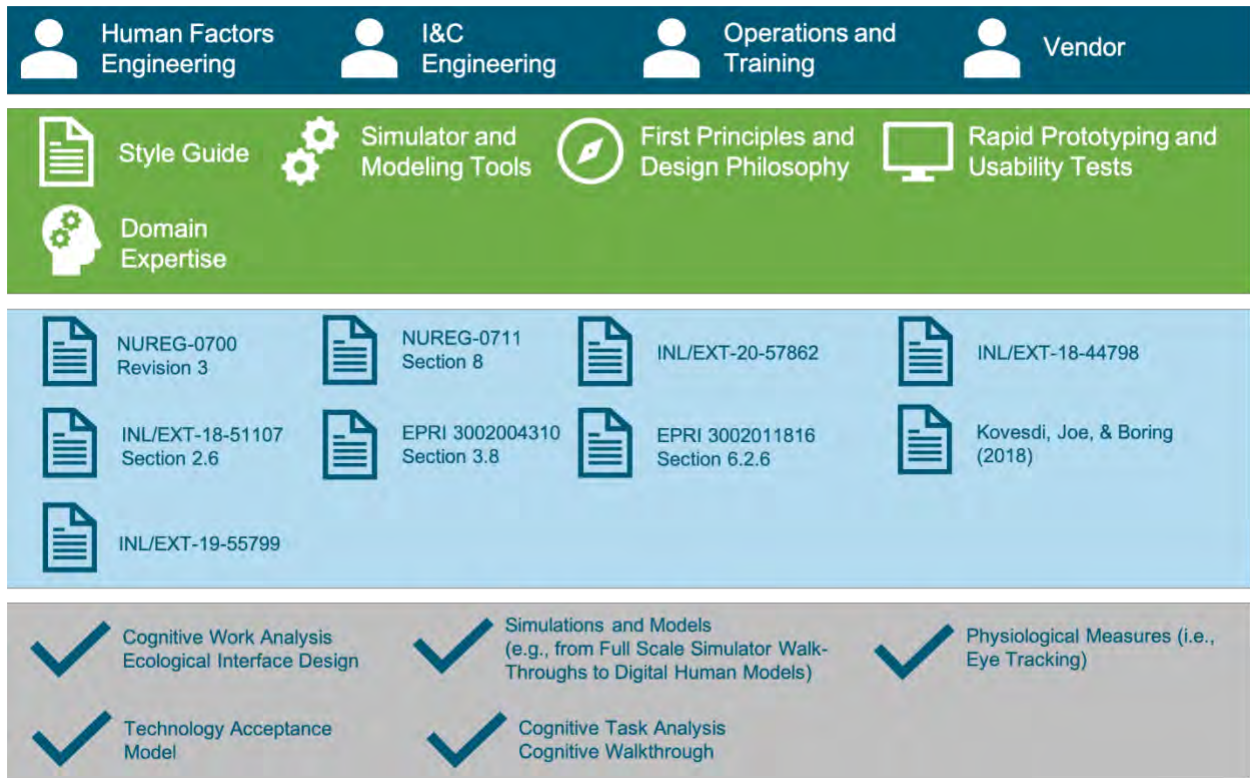 Human Factors
Engineering
I&C
Engineering
Operations and
Training
Vendor
Style Guide
Simulator and
Modeling Tools
First Principles and
Design Philosophy
Rapid Prototyping and
Usability Tests
Domain
Expertise
NUREG-0700
Revision 3
NUREG-0711
Section 8
INL/EXT-20-57862
INL/EXT-18-44798
INL/EXT-18-51107
Section 2.6
EPRI 3002004310
Section 3.8
EPRI 3002011816
Section 6.2.6
Kovesdi, Joe, & Boring
(2018)
INL/EXT-19-55799
Cognitive Work Analysis
Ecological Interface Design
Simulations and Models
(e.g., from Full Scale Simulator Walk-
Throughs to Digital Human Models)
Physiological Measures (i.e.,
Eye Tracking)
Technology Acceptance
Model
Cognitive Task Analysis
Cognitive Walkthrough